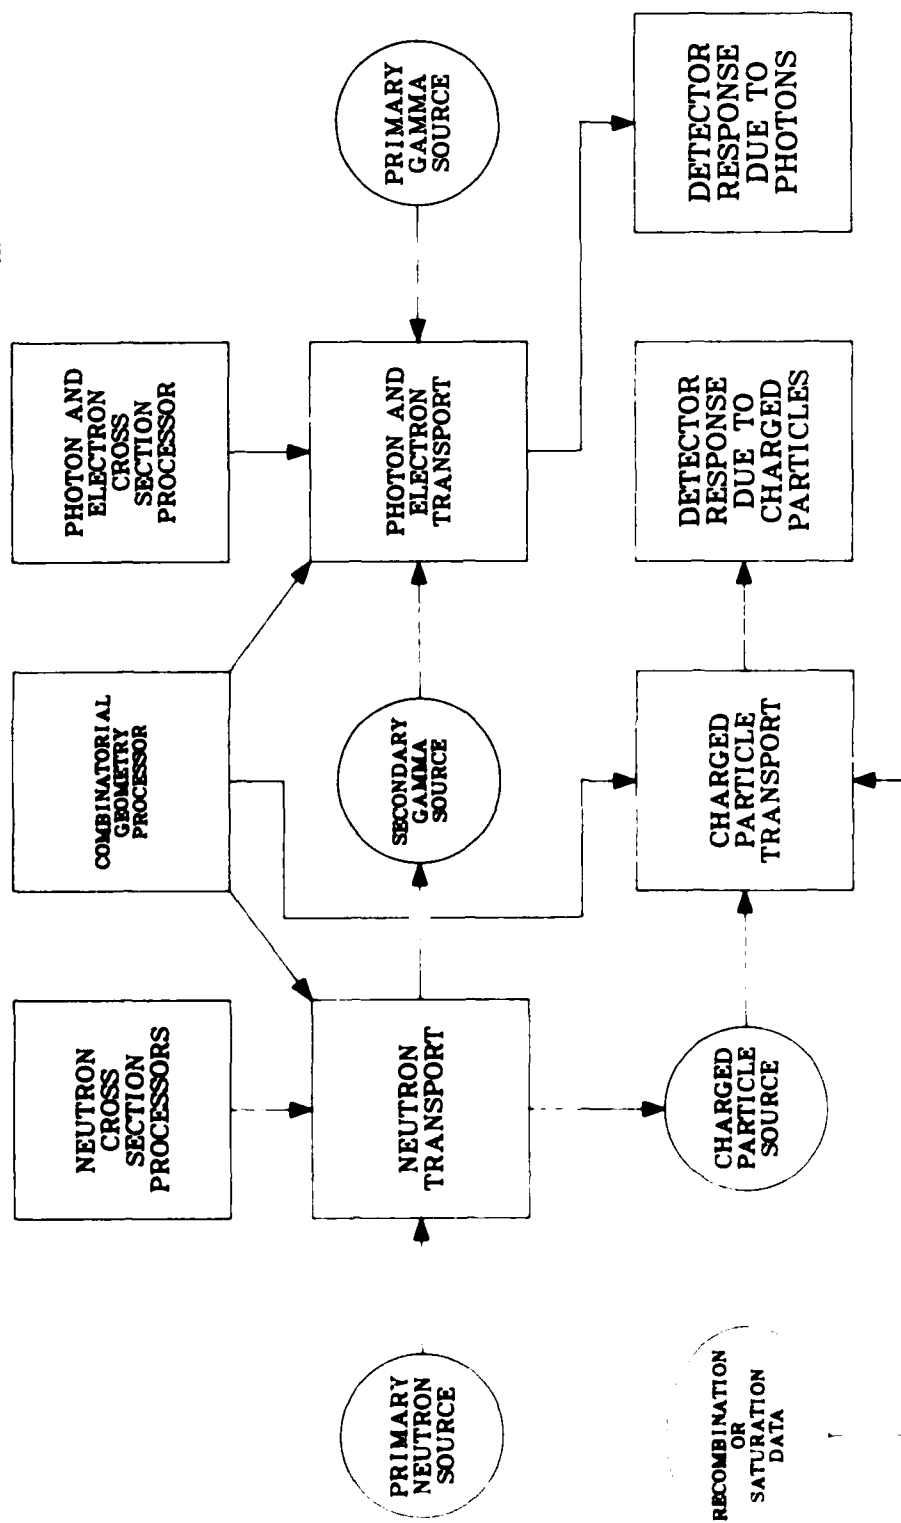 NEUTRON
CROSS
SECTION
PROCESSORS
COMBINATORIAL
GEOMETRY
PROCESSOR
PHOTON AND
ELECTRON
CROSS
SECTION
PROCESSOR
PRIMARY
NEUTRON
SOURCE
NEUTRON
TRANSPORT
SECONDARY
GAMMA
SOURCE
PHOTON AND
ELECTRON
TRANSPORT
PRIMARY
GAMMA
SOURCE
RECOMBINATION
OR
SATURATION
DATA
CHARGED
PARTICLE
SOURCE
CHARGED
PARTICLE
TRANSPORT
DETECTOR
RESPONSE
DUE TO
CHARGED
PARTICLES
DETECTOR
RESPONSE
DUE TO
PHOTONS